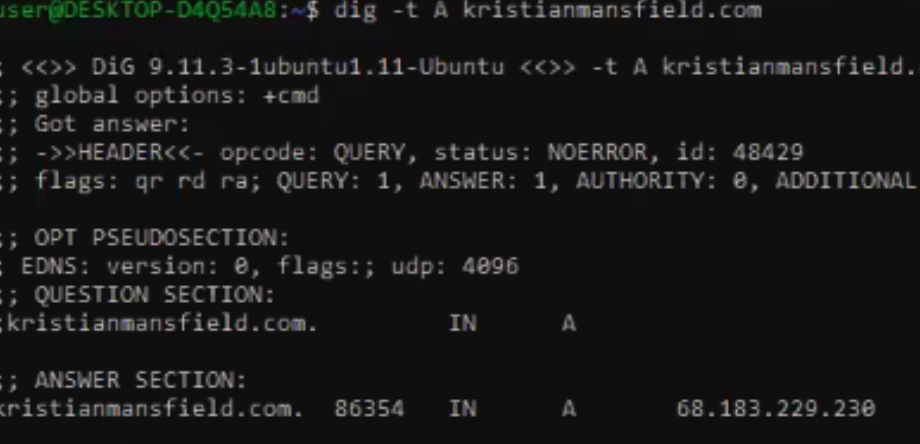 user@DESKTOP-D4Q54A8:~$ dig -t A kristianmansfield.com
; <<>> DiG 9.11.3-1ubuntu1.11-Ubuntu <<>> -t A kristianmansfield.
;; global options: +cmd
;; Got answer:
;; ->>HEADER<<- opcode: QUERY, status: NOERROR, id: 48429
;; flags: qr rd ra; QUERY: 1, ANSWER: 1, AUTHORITY: 0, ADDITIONAL
;; OPT PSEUDOSECTION:
; EDNS: version: 0, flags:; udp: 4096
;; QUESTION SECTION:
;kristianmansfield.com. IN A
;; ANSWER SECTION:
kristianmansfield.com. 86354 IN A 68.183.229.230